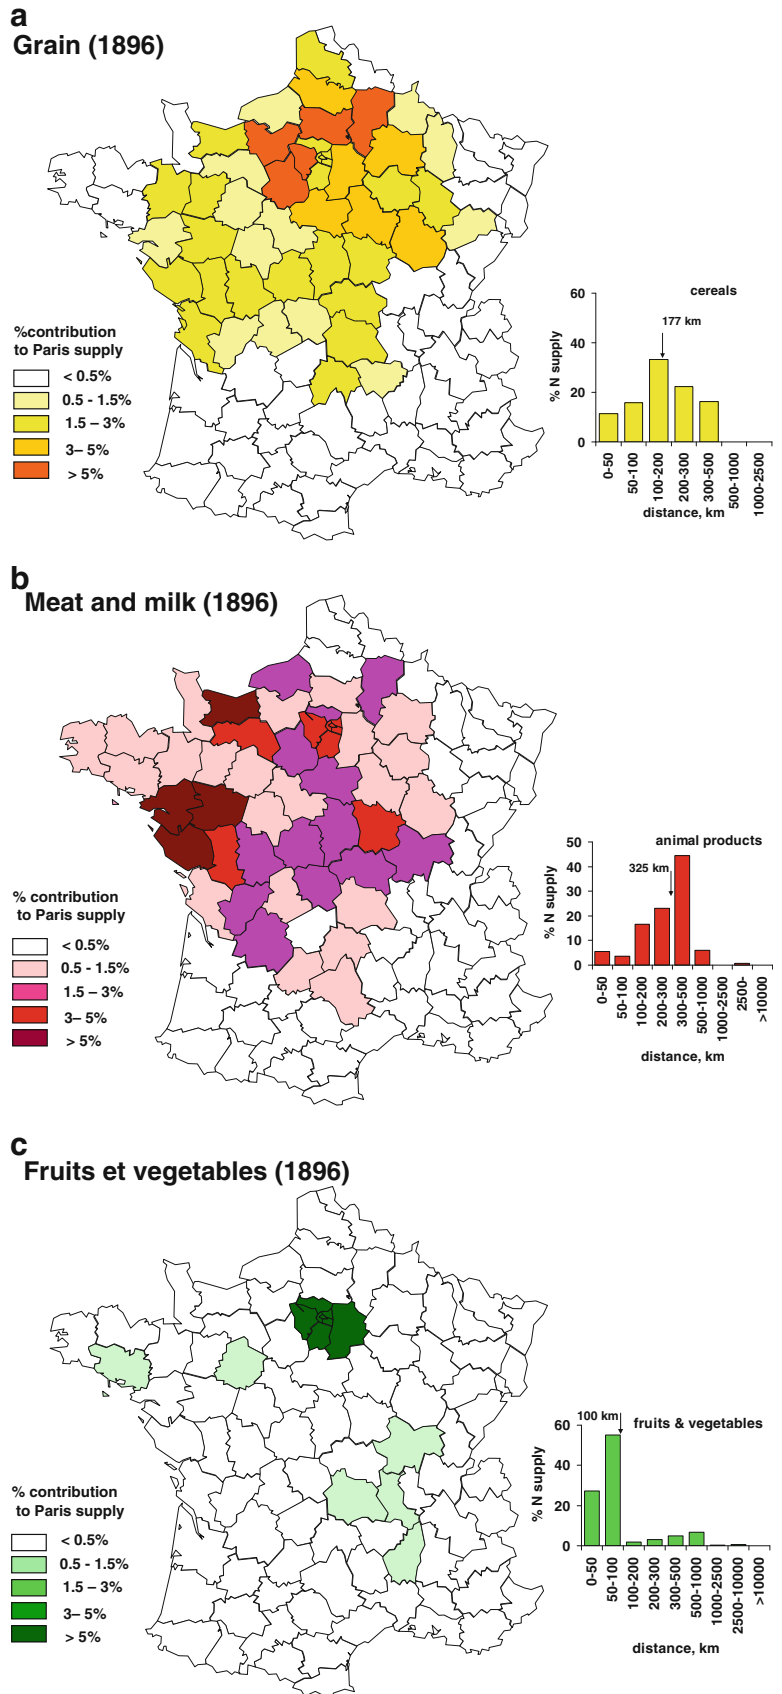 a
Grain (1896)
%contribution
to Paris supply
< 0.5%
0.5 - 1.5%
1.5 – 3%
3– 5%
> 5%
cereals
177 km
% N supply
60
40
20
0
0-50
50-100
100-200
200-300
300-500
500-1000
1000-2500
distance, km
b
Meat and milk (1896)
% contribution
to Paris supply
< 0.5%
0.5 - 1.5%
1.5 – 3%
3– 5%
> 5%
animal products
325 km
% N supply
50
40
30
20
10
0
0-50
50-100
100-200
200-300
300-500
500-1000
1000-2500
2500-
>10000
distance, km
c
Fruits et vegetables (1896)
% contribution
to Paris supply
< 0.5%
0.5 - 1.5%
1.5 – 3%
3– 5%
> 5%
100 km
fruits & vegetables
% N supply
60
40
20
0
0-50
50-100
100-200
200-300
300-500
500-1000
1000-2500
2500-10000
>10000
distance, km